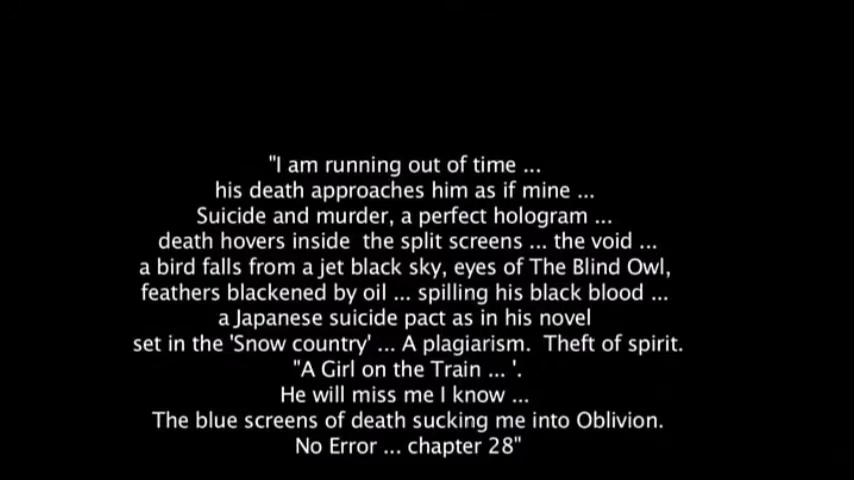 "I am running out of time ...
his death approaches him as if mine ...
Suicide and murder, a perfect hologram ...
death hovers inside  the split screens ... the void ...
a bird falls from a jet black sky, eyes of The Blind Owl,
feathers blackened by oil ... spilling his black blood ...
a Japanese suicide pact as in his novel
set in the 'Snow country' ... A plagiarism.  Theft of spirit.
"A Girl on the Train ... '.
He will miss me I know ...
The blue screens of death sucking me into Oblivion.
No Error ... chapter 28"